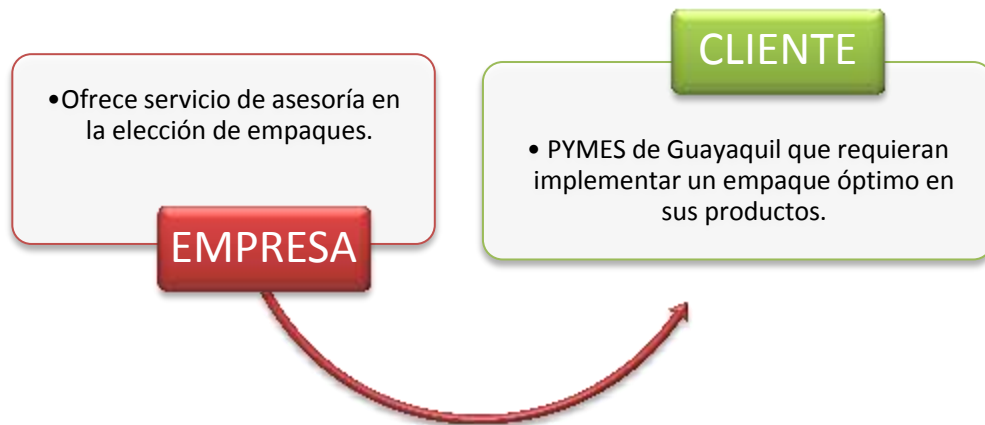 •Ofrece servicio de asesoría en
la elección de empaques.
EMPRESA
CLIENTE
• PYMES de Guayaquil que requieran
implementar un empaque óptimo en
sus productos.